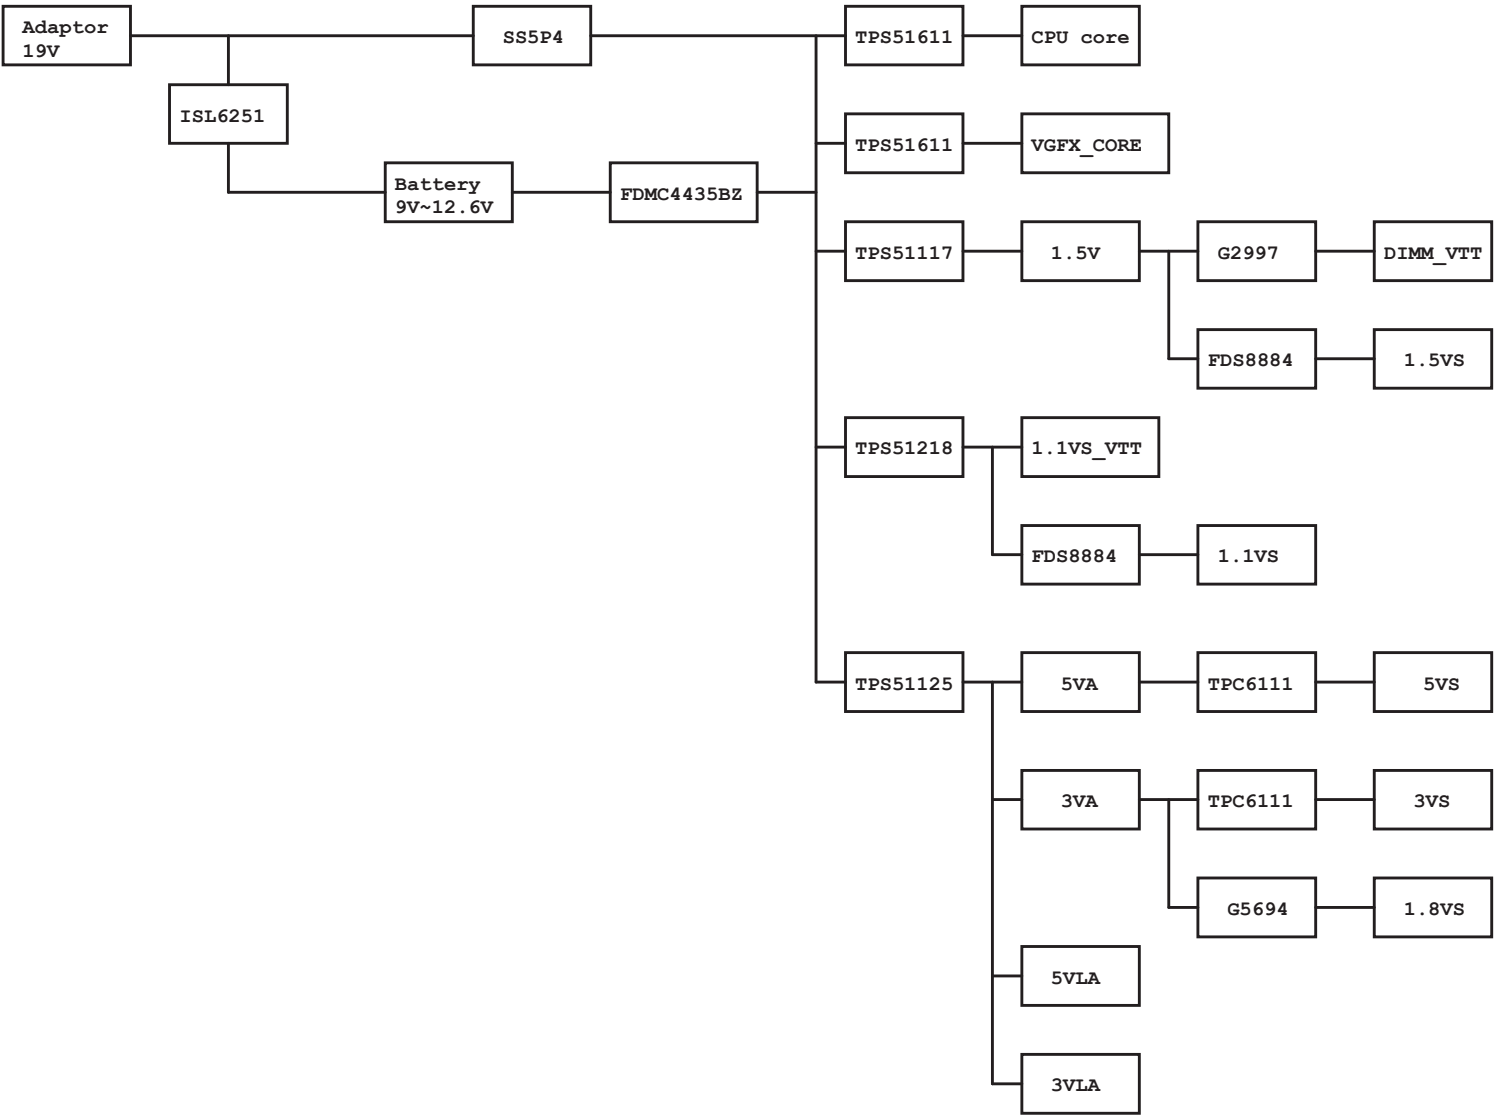 Adaptor
19V
SS5P4
TPS51611
CPU core
ISL6251
TPS51611
VGFX_CORE
Battery
9V~12.6V
FDMC4435BZ
TPS51117
1.5V
G2997
DIMM_VTT
FDS8884
1.5VS
TPS51218
1.1VS_VTT
FDS8884
1.1VS
TPS51125
5VA
TPC6111
5VS
3VA
TPC6111
3VS
G5694
1.8VS
5VLA
3VLA